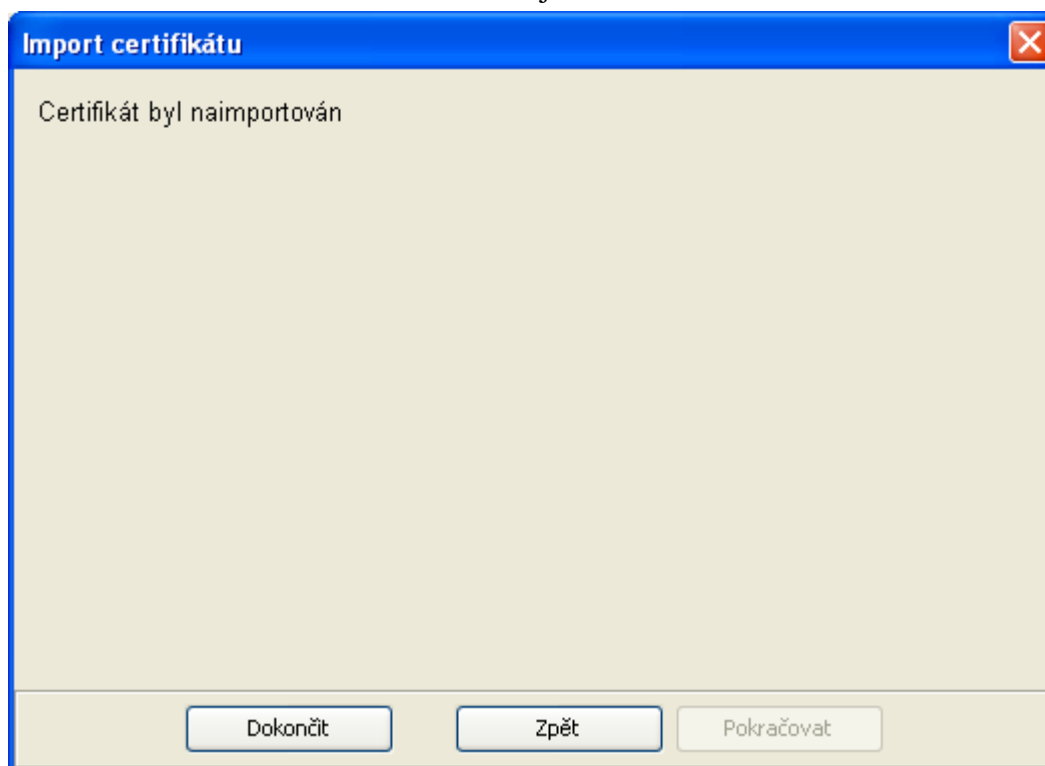 Import certifikátu
Certifikát byl naimportován
Dokončit
Zpět
Pokračovat